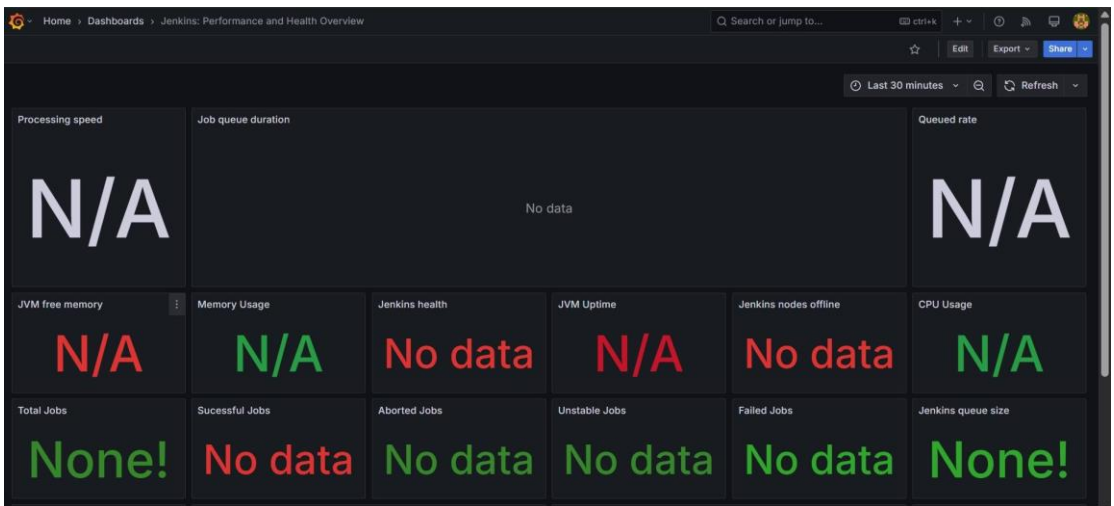 Home › Dashboards › Jenkins: Performance and Health Overview
Search or jump to... ctrl+k
Edit Export Share
Last 30 minutes Refresh
Processing speed
N/A
Job queue duration
No data
Queued rate
N/A
JVM free memory
N/A
Memory Usage
N/A
Jenkins health
No data
JVM Uptime
N/A
Jenkins nodes offline
No data
CPU Usage
N/A
Total Jobs
None!
Sucessful Jobs
No data
Aborted Jobs
No data
Unstable Jobs
No data
Failed Jobs
No data
Jenkins queue size
None!